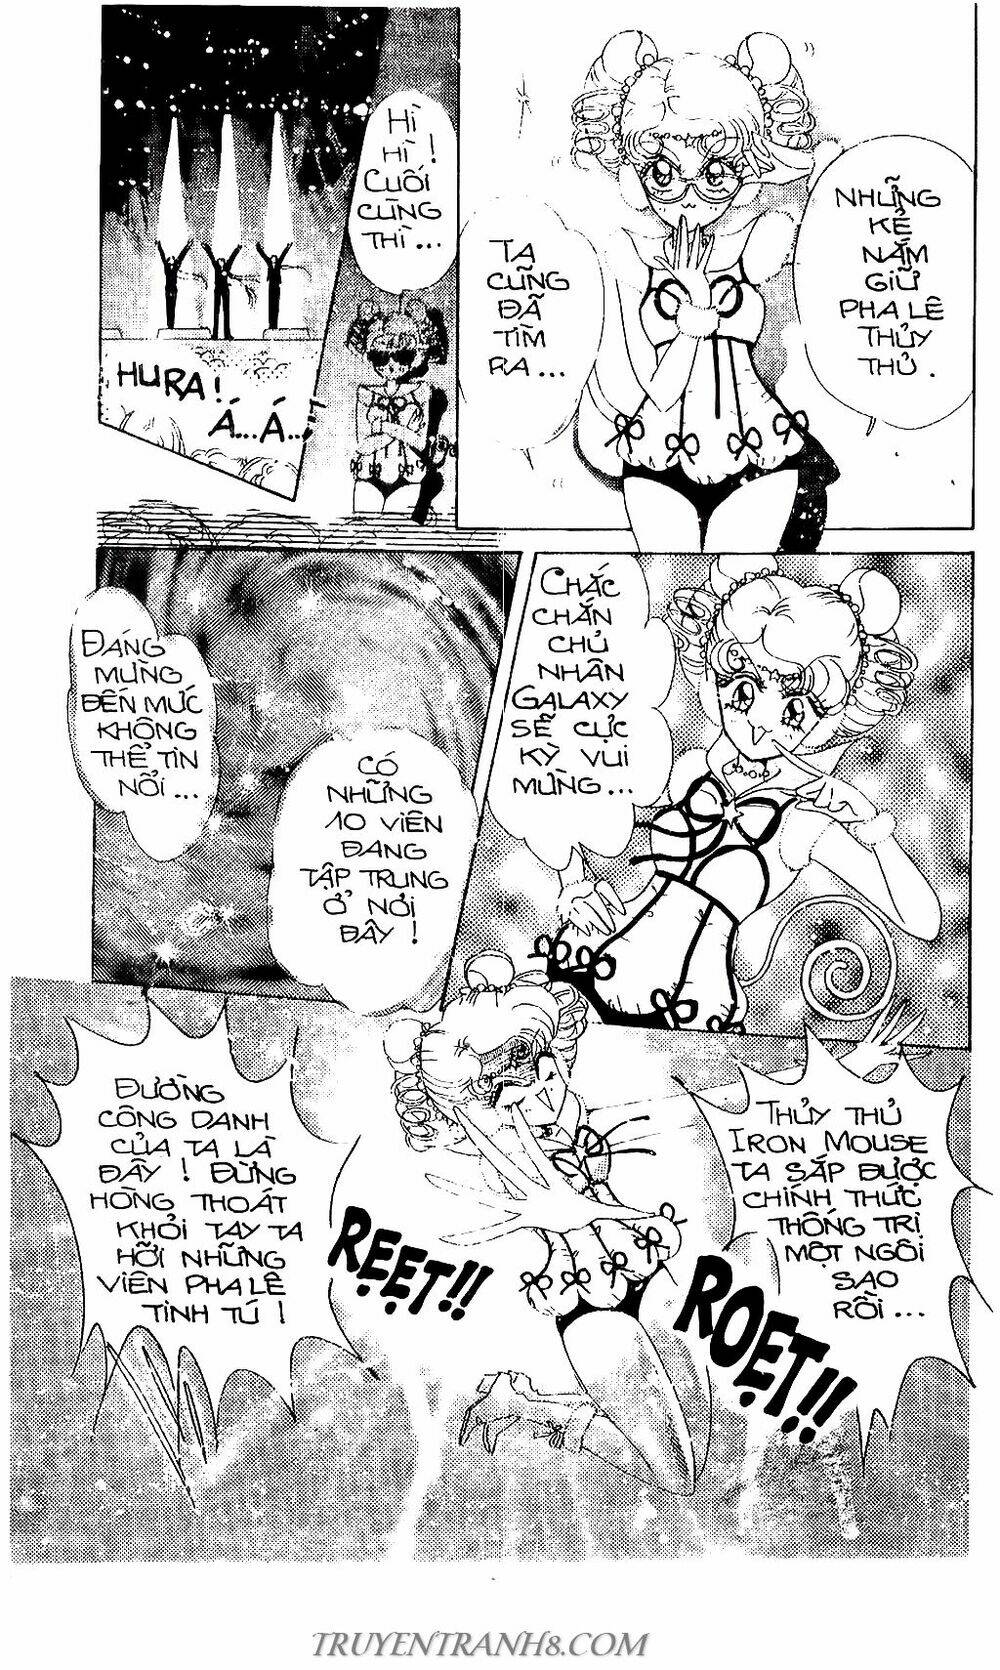 HÌ
HÌ !
CUỐI
CÙNG
THÌ ...
TA
CŨNG
ĐÃ
TÌM
RA ...
NHỮNG
KẺ
NẮM
GIỮ
PHA LÊ
THỦY
THỦ .
HURA !
Á ... Á ...
ĐÁNG
MỪNG
ĐẾN MỨC
KHÔNG
THỂ TIN
NỔI ...
CÓ
NHỮNG
10 VIÊN
ĐANG
TẬP TRUNG
Ở NƠI
ĐÂY !
CHẮC
CHẮN
CHỦ
NHÂN
GALAXY
SẼ CỰC
KỲ VUI
MỪNG ...
ĐƯỜNG
CÔNG DANH
CỦA TA LÀ
ĐÂY ! ĐỪNG
HÒNG THOÁT
KHỎI TAY TA
HỠI NHỮNG
VIÊN PHA LÊ
TINH TÚ !
REẸT !!
ROẸT !!
THỦY THỦ
IRON MOUSE
TA SẮP ĐƯỢC
CHÍNH THỨC
THỐNG TRỊ
MỘT NGÔI
SAO
RỒI ...
TRUYENTRANH8.COM